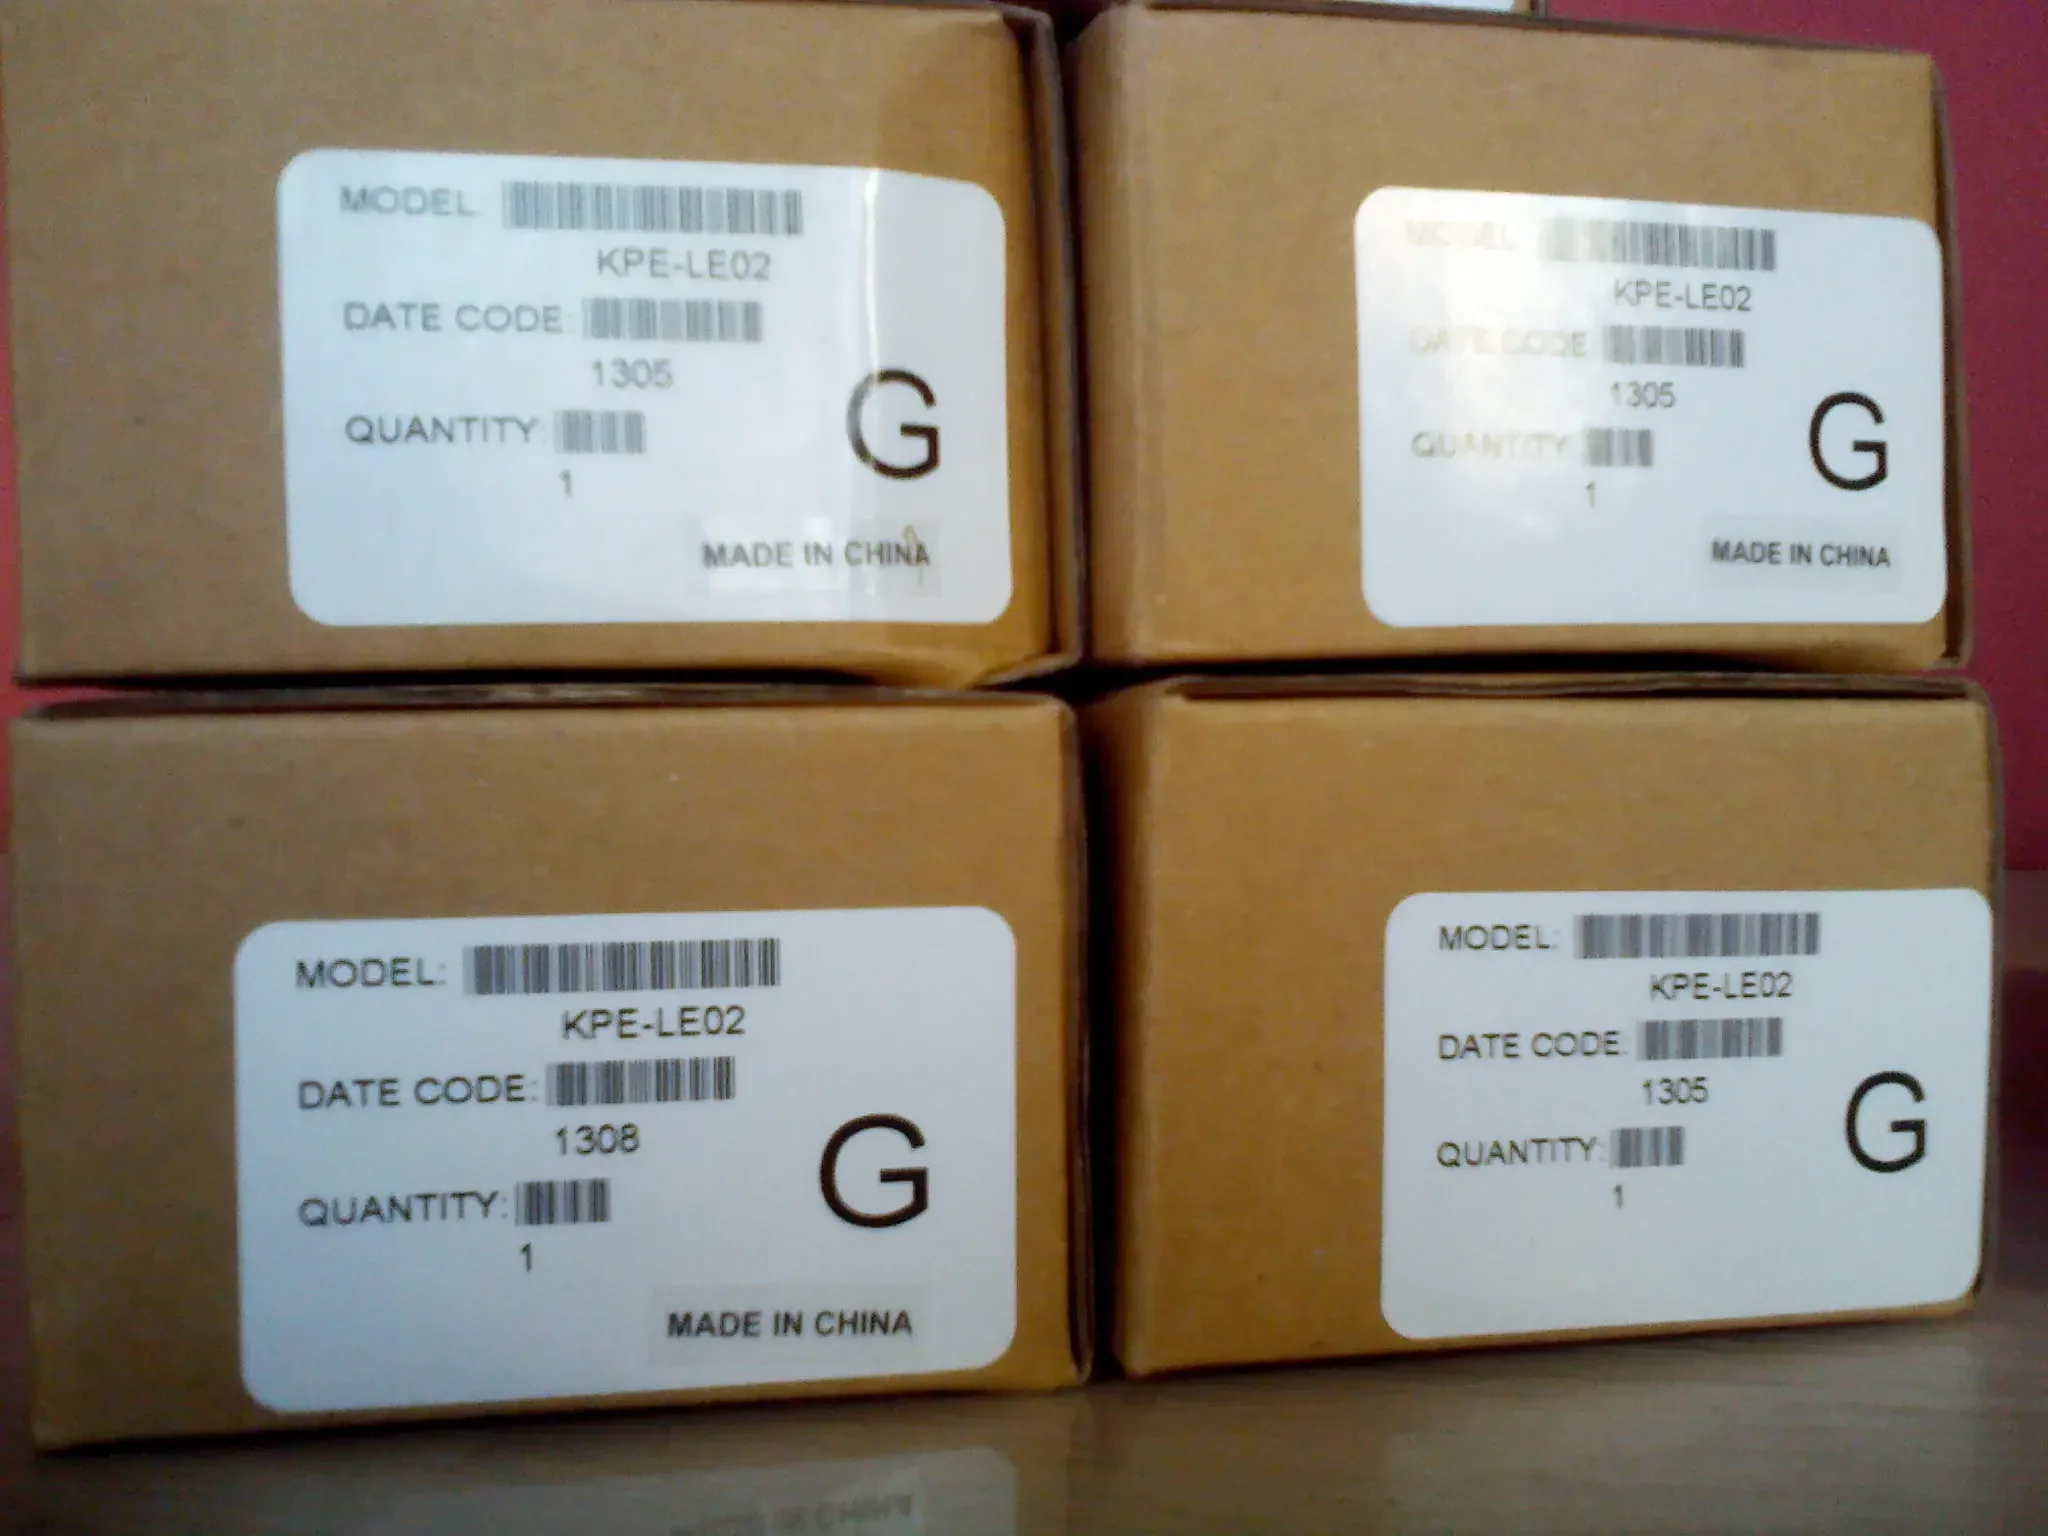 MODEL
KPE-LE02
DATE CODE:
1305
QUANTITY:
1
G
MADE IN CHINA
MODEL
KPE-LE02
DATE CODE
1305
QUANTITY:
1
G
MADE IN CHINA
MODEL:
KPE-LE02
DATE CODE:
1308
QUANTITY:
1
G
MADE IN CHINA
MODEL:
KPE-LE02
DATE CODE:
1305
QUANTITY:
1
G